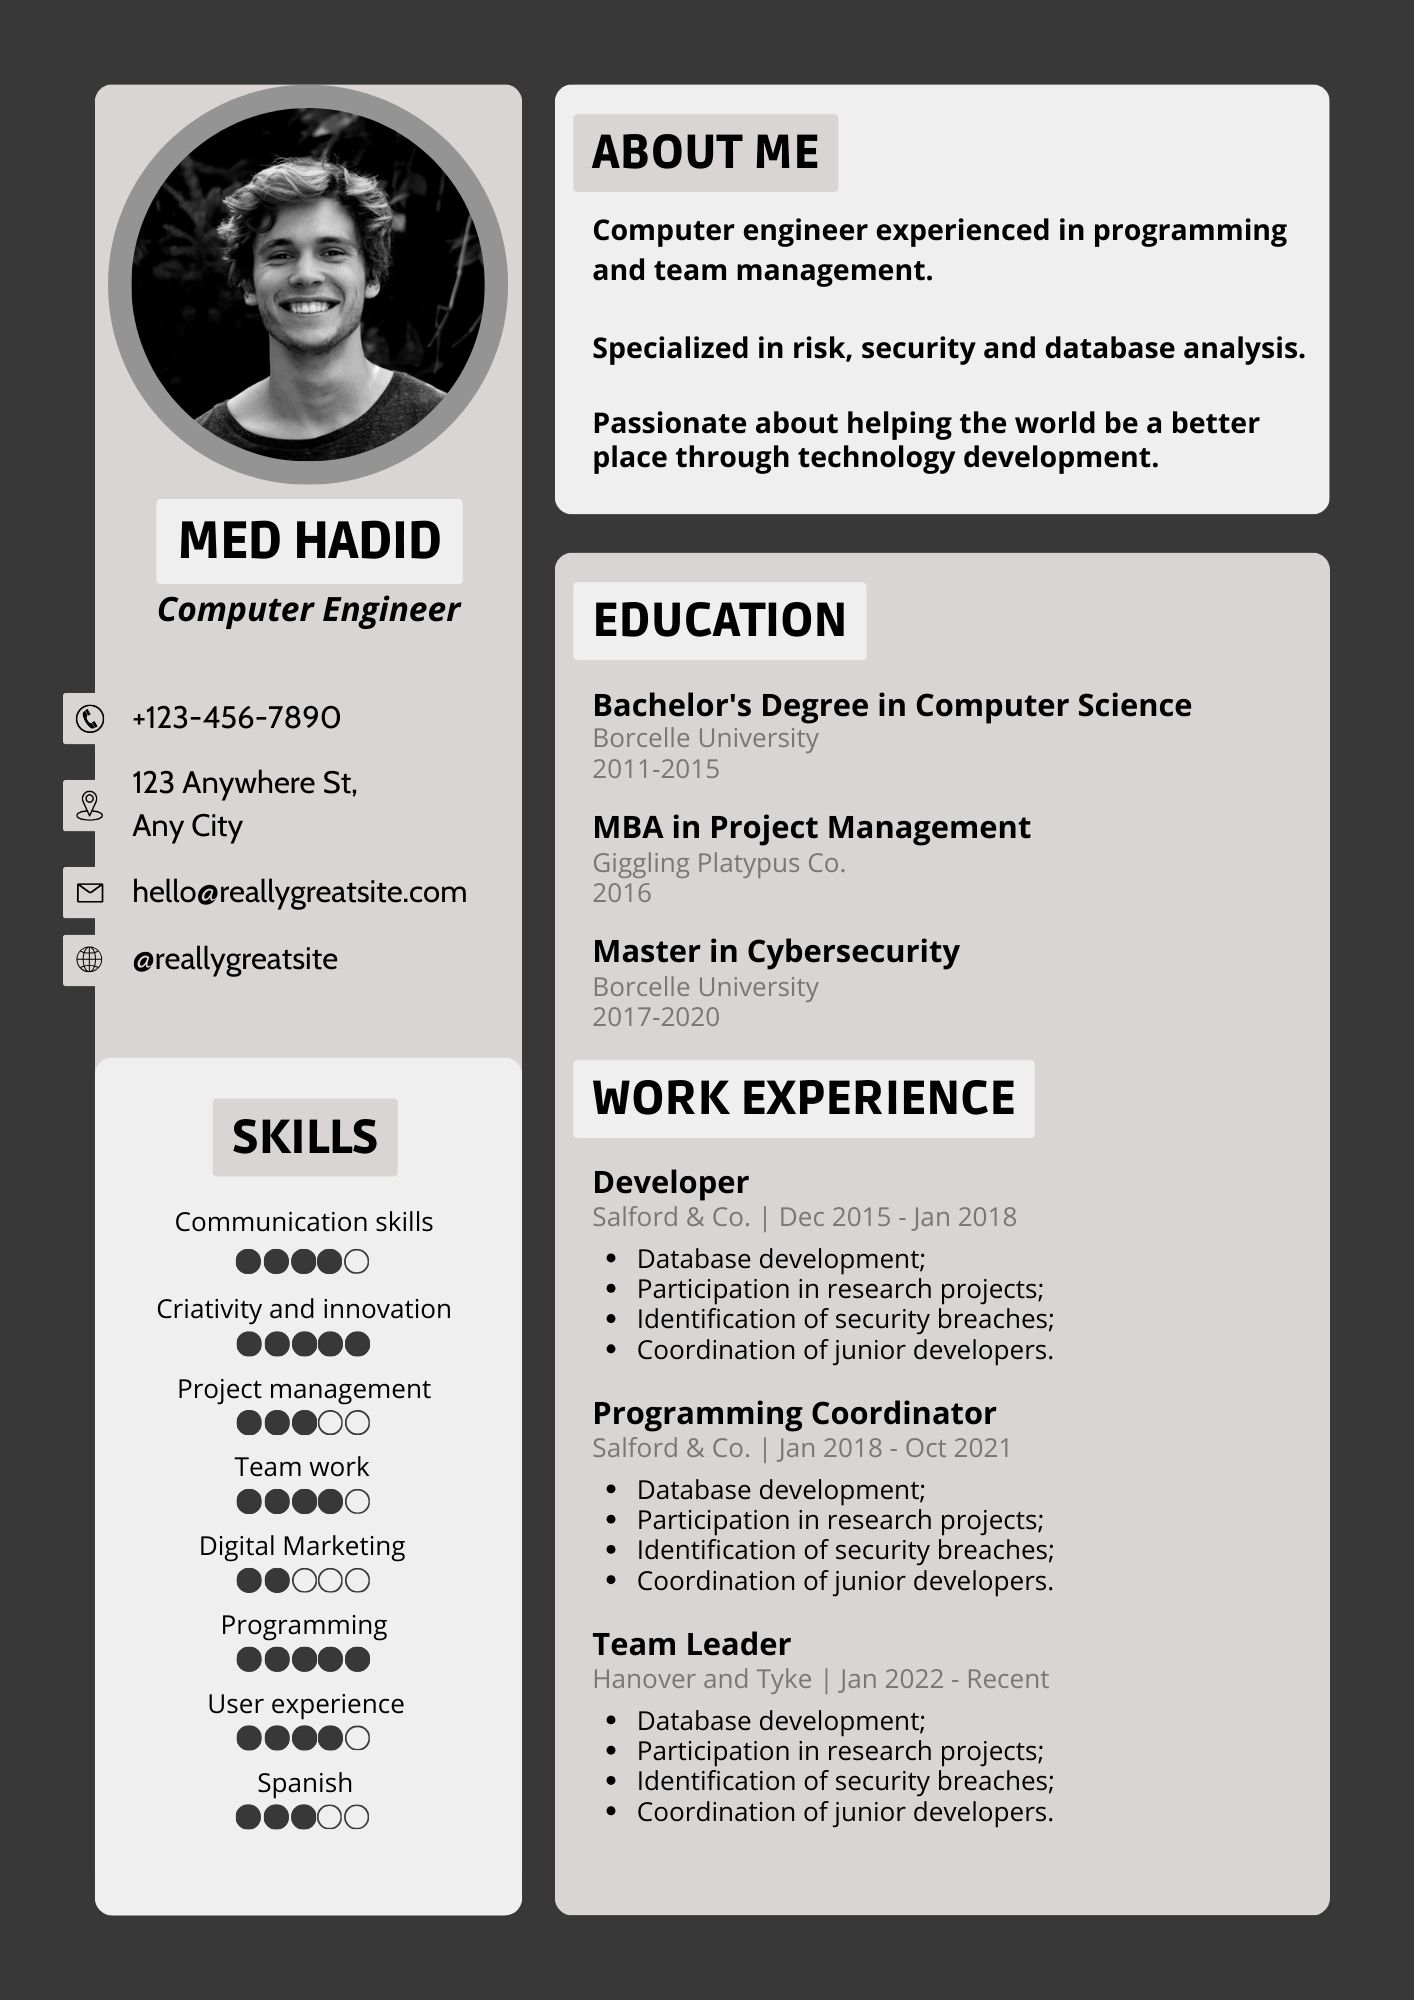 MED HADID
Computer Engineer
+123-456-7890
123 Anywhere St,
Any City
hello@reallygreatsite.com
@reallygreatsite
SKILLS
Communication skills
Criativity and innovation
Project management
Team work
Digital Marketing
Programming
User experience
Spanish
ABOUT ME
Computer engineer experienced in programming
and team management.
Specialized in risk, security and database analysis.
Passionate about helping the world be a better
place through technology development.
EDUCATION
Bachelor's Degree in Computer Science
Borcelle University
2011-2015
MBA in Project Management
Giggling Platypus Co.
2016
Master in Cybersecurity
Borcelle University
2017-2020
WORK EXPERIENCE
Developer
Salford & Co. | Dec 2015 - Jan 2018
• Database development;
• Participation in research projects;
• Identification of security breaches;
• Coordination of junior developers.
Programming Coordinator
Salford & Co. | Jan 2018 - Oct 2021
• Database development;
• Participation in research projects;
• Identification of security breaches;
• Coordination of junior developers.
Team Leader
Hanover and Tyke | Jan 2022 - Recent
• Database development;
• Participation in research projects;
• Identification of security breaches;
• Coordination of junior developers.